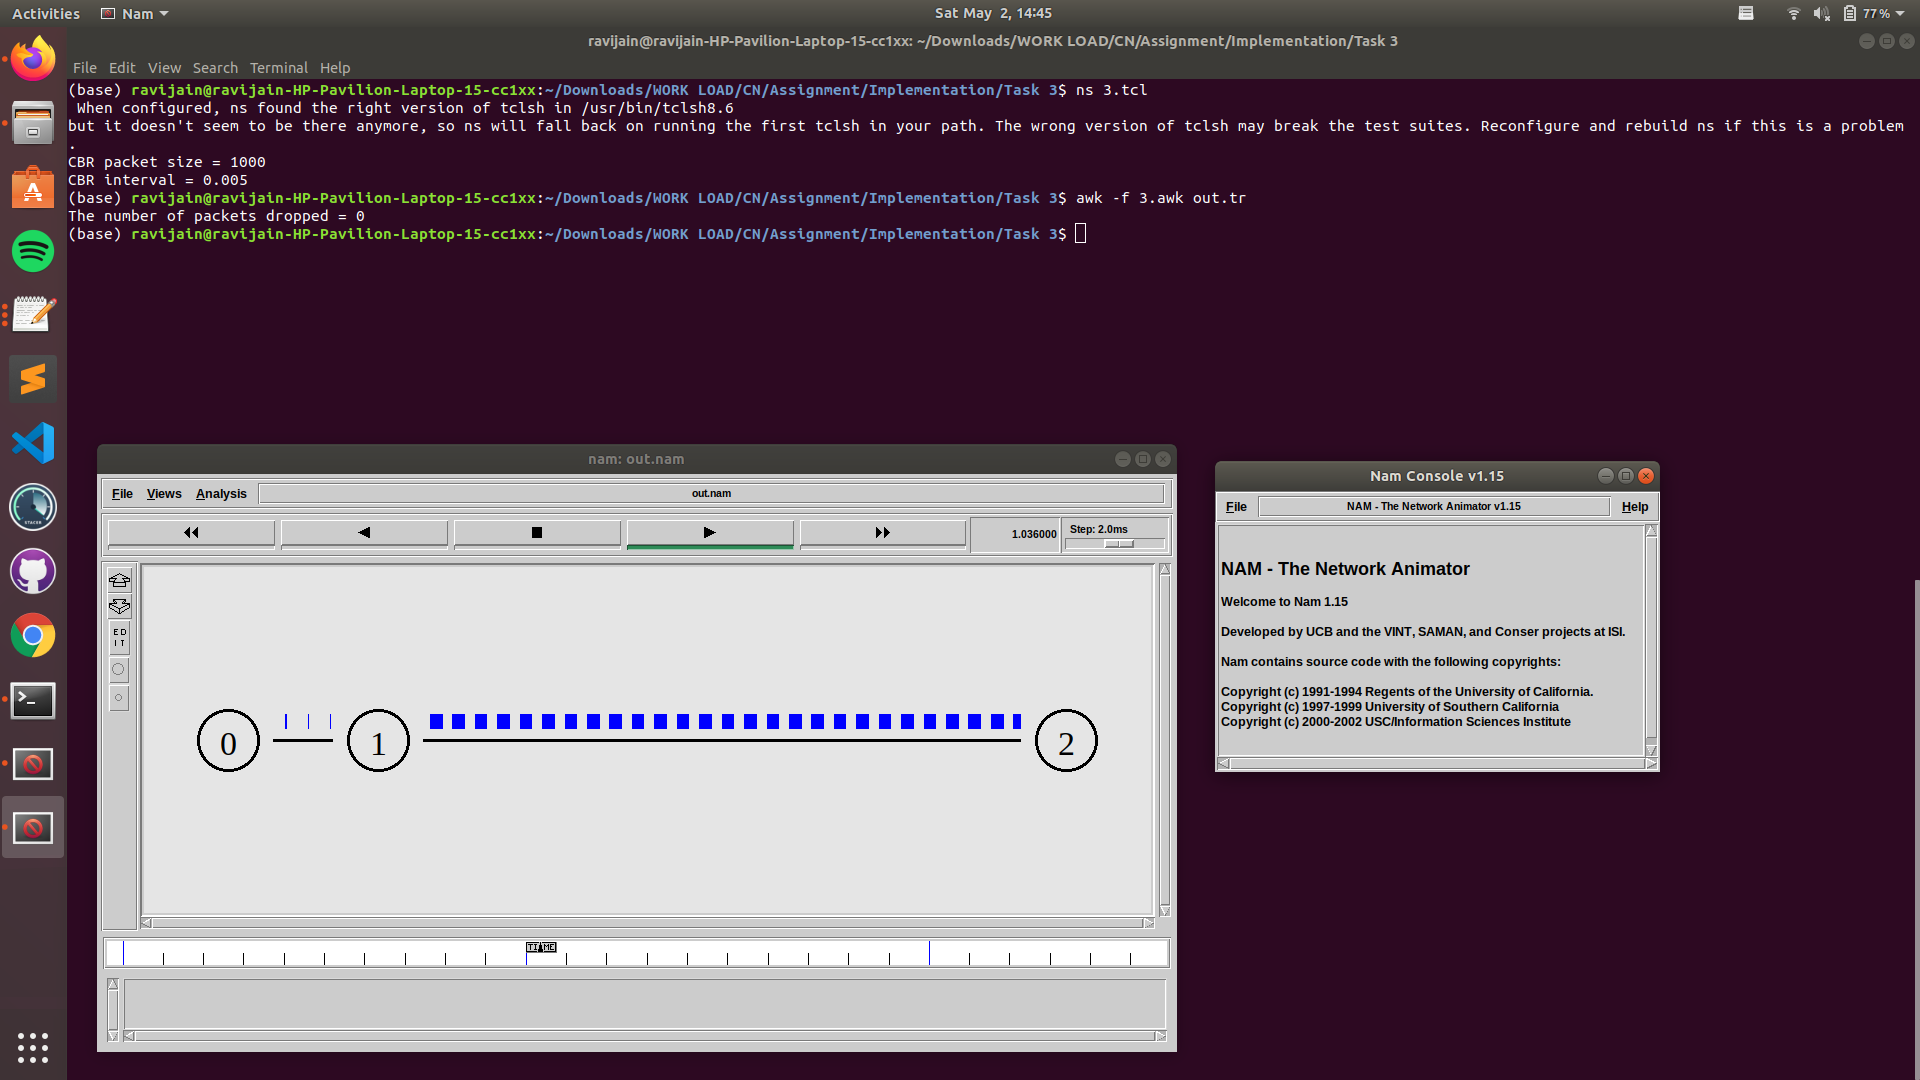 Activities Nam Sat May 2, 14:45 77%
ravijain@ravijain-HP-Pavilion-Laptop-15-cc1xx: ~/Downloads/WORK LOAD/CN/Assignment/Implementation/Task 3
File Edit View Search Terminal Help
(base) ravijain@ravijain-HP-Pavilion-Laptop-15-cc1xx:~/Downloads/WORK LOAD/CN/Assignment/Implementation/Task 3$ ns 3.tcl
When configured, ns found the right version of tclsh in /usr/bin/tclsh8.6
but it doesn't seem to be there anymore, so ns will fall back on running the first tclsh in your path. The wrong version of tclsh may break the test suites. Reconfigure and rebuild ns if this is a problem
.
CBR packet size = 1000
CBR interval = 0.005
(base) ravijain@ravijain-HP-Pavilion-Laptop-15-cc1xx:~/Downloads/WORK LOAD/CN/Assignment/Implementation/Task 3$ awk -f 3.awk out.tr
The number of packets dropped = 0
(base) ravijain@ravijain-HP-Pavilion-Laptop-15-cc1xx:~/Downloads/WORK LOAD/CN/Assignment/Implementation/Task 3$
nam: out.nam
File Views Analysis out.nam
1.036000 Step: 2.0ms
ED
IT
0 1 2
TIME
Nam Console v1.15
File NAM - The Network Animator v1.15 Help
NAM - The Network Animator
Welcome to Nam 1.15
Developed by UCB and the VINT, SAMAN, and Conser projects at ISI.
Nam contains source code with the following copyrights:
Copyright (c) 1991-1994 Regents of the University of California.
Copyright (c) 1997-1999 University of Southern California
Copyright (c) 2000-2002 USC/Information Sciences Institute
STACER